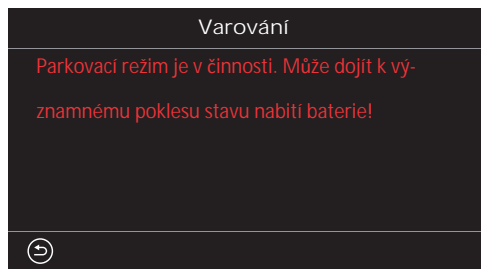 Varování
Parkovací režim je v činnosti. Může dojít k vý-
znamnému poklesu stavu nabití baterie!